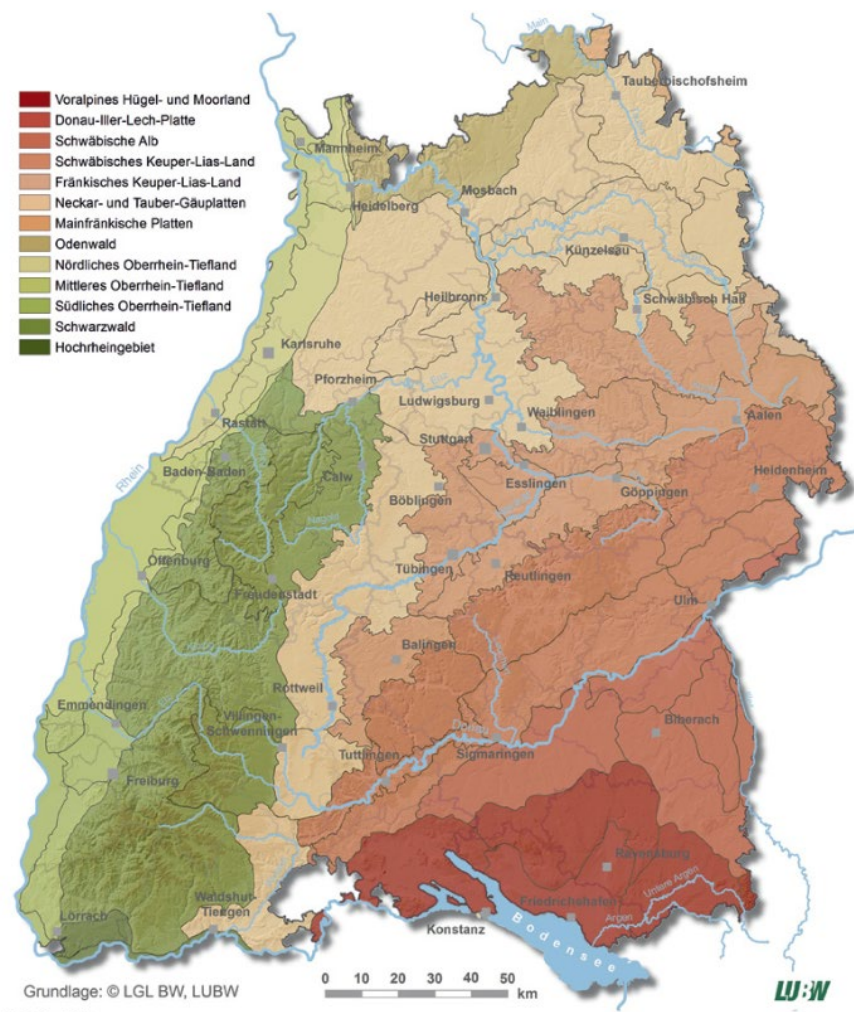 Voralpines Hügel- und Moorland
Donau-Iller-Lech-Platte
Schwäbische Alb
Schwäbisches Keuper-Lias-Land
Fränkisches Keuper-Lias-Land
Neckar- und Tauber-Gäuplatten
Mainfränkische Platten
Odenwald
Nördliches Oberrhein-Tiefland
Mittleres Oberrhein-Tiefland
Südliches Oberrhein-Tiefland
Schwarzwald
Hochrheingebiet
Main
Tauberbischofsheim
Mannheim
Heidelberg
Mosbach
Künzelsau
Heilbronn
Schwäbisch Hall
Karlsruhe
Pforzheim
Ludwigsburg
Waiblingen
Aalen
Rastatt
Stuttgart
Rhein
Baden-Baden
Calw
Böblingen
Esslingen
Göppingen
Heidenheim
Nagold
Offenburg
Freudenstadt
Tübingen
Reutlingen
Ulm
Balingen
Emmendingen
Rottweil
Villingen-
Schwenningen
Donau
Biberach
Tuttlingen
Sigmaringen
Freiburg
Ravensburg
Untere Argen
Waldshut-
Tiengen
Friedrichshafen
Argen
Lörrach
Konstanz
Bodensee
Grundlage: © LGL BW, LUBW
0 10 20 30 40 50
km
LUBW